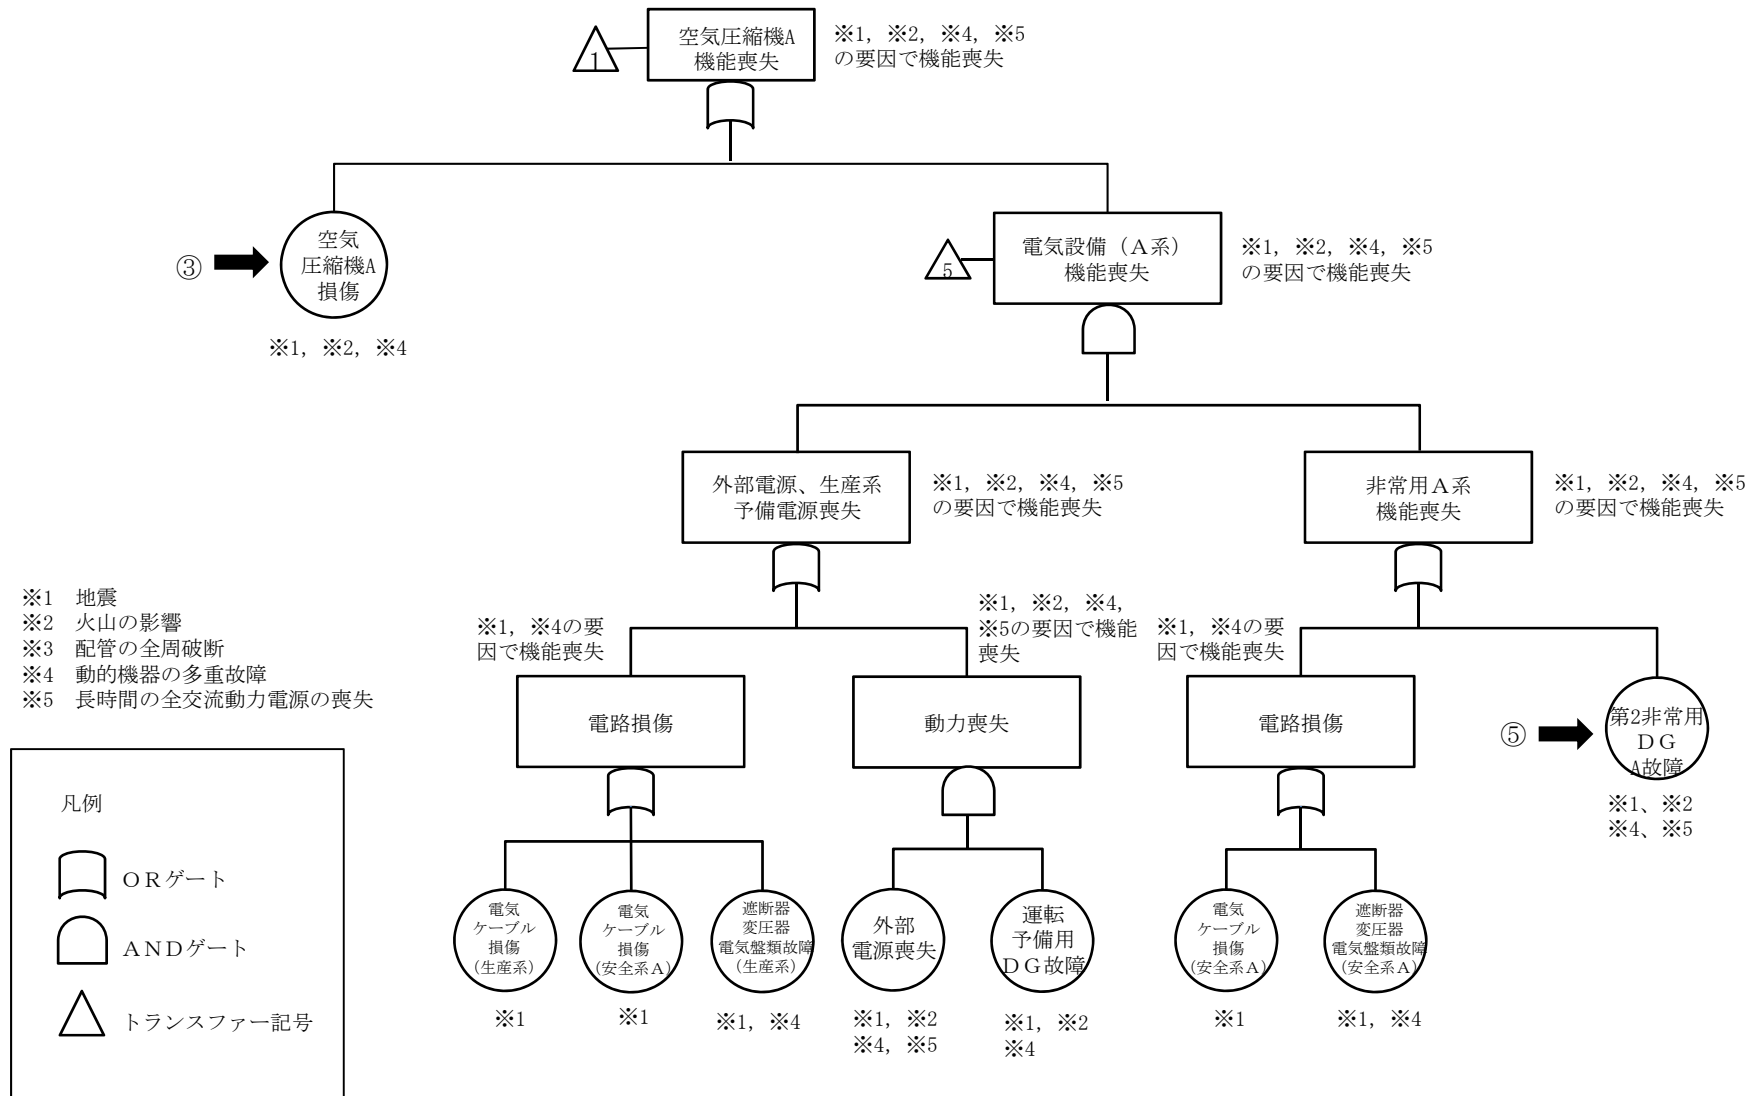 空気圧縮機A
機能喪失
※1, ※2, ※4, ※5
の要因で機能喪失
1
③
空気
圧縮機A
損傷
※1, ※2, ※4
5
電気設備（A系）
機能喪失
※1, ※2, ※4, ※5
の要因で機能喪失
外部電源、生産系
予備電源喪失
※1, ※2, ※4, ※5
の要因で機能喪失
非常用A系
機能喪失
※1, ※2, ※4, ※5
の要因で機能喪失
※1 地震
※2 火山の影響
※3 配管の全周破断
※4 動的機器の多重故障
※5 長時間の全交流動力電源の喪失
※1, ※4の要
因で機能喪失
電路損傷
※1, ※2, ※4,
※5の要因で機能
喪失
動力喪失
※1, ※4の要
因で機能喪失
電路損傷
⑤
第2非常用
DG
A故障
※1、※2
※4、※5
電気
ケーブル
損傷
(生産系)
※1
電気
ケーブル
損傷
(安全系A)
※1
遮断器
変圧器
電気盤類故障
(生産系)
※1, ※4
外部
電源喪失
※1, ※2
※4, ※5
運転
予備用
DG故障
※1, ※2
※4
電気
ケーブル
損傷
(安全系A)
※1
遮断器
変圧器
電気盤類故障
(安全系A)
※1, ※4
凡例
ORゲート
ANDゲート
トランスファー記号